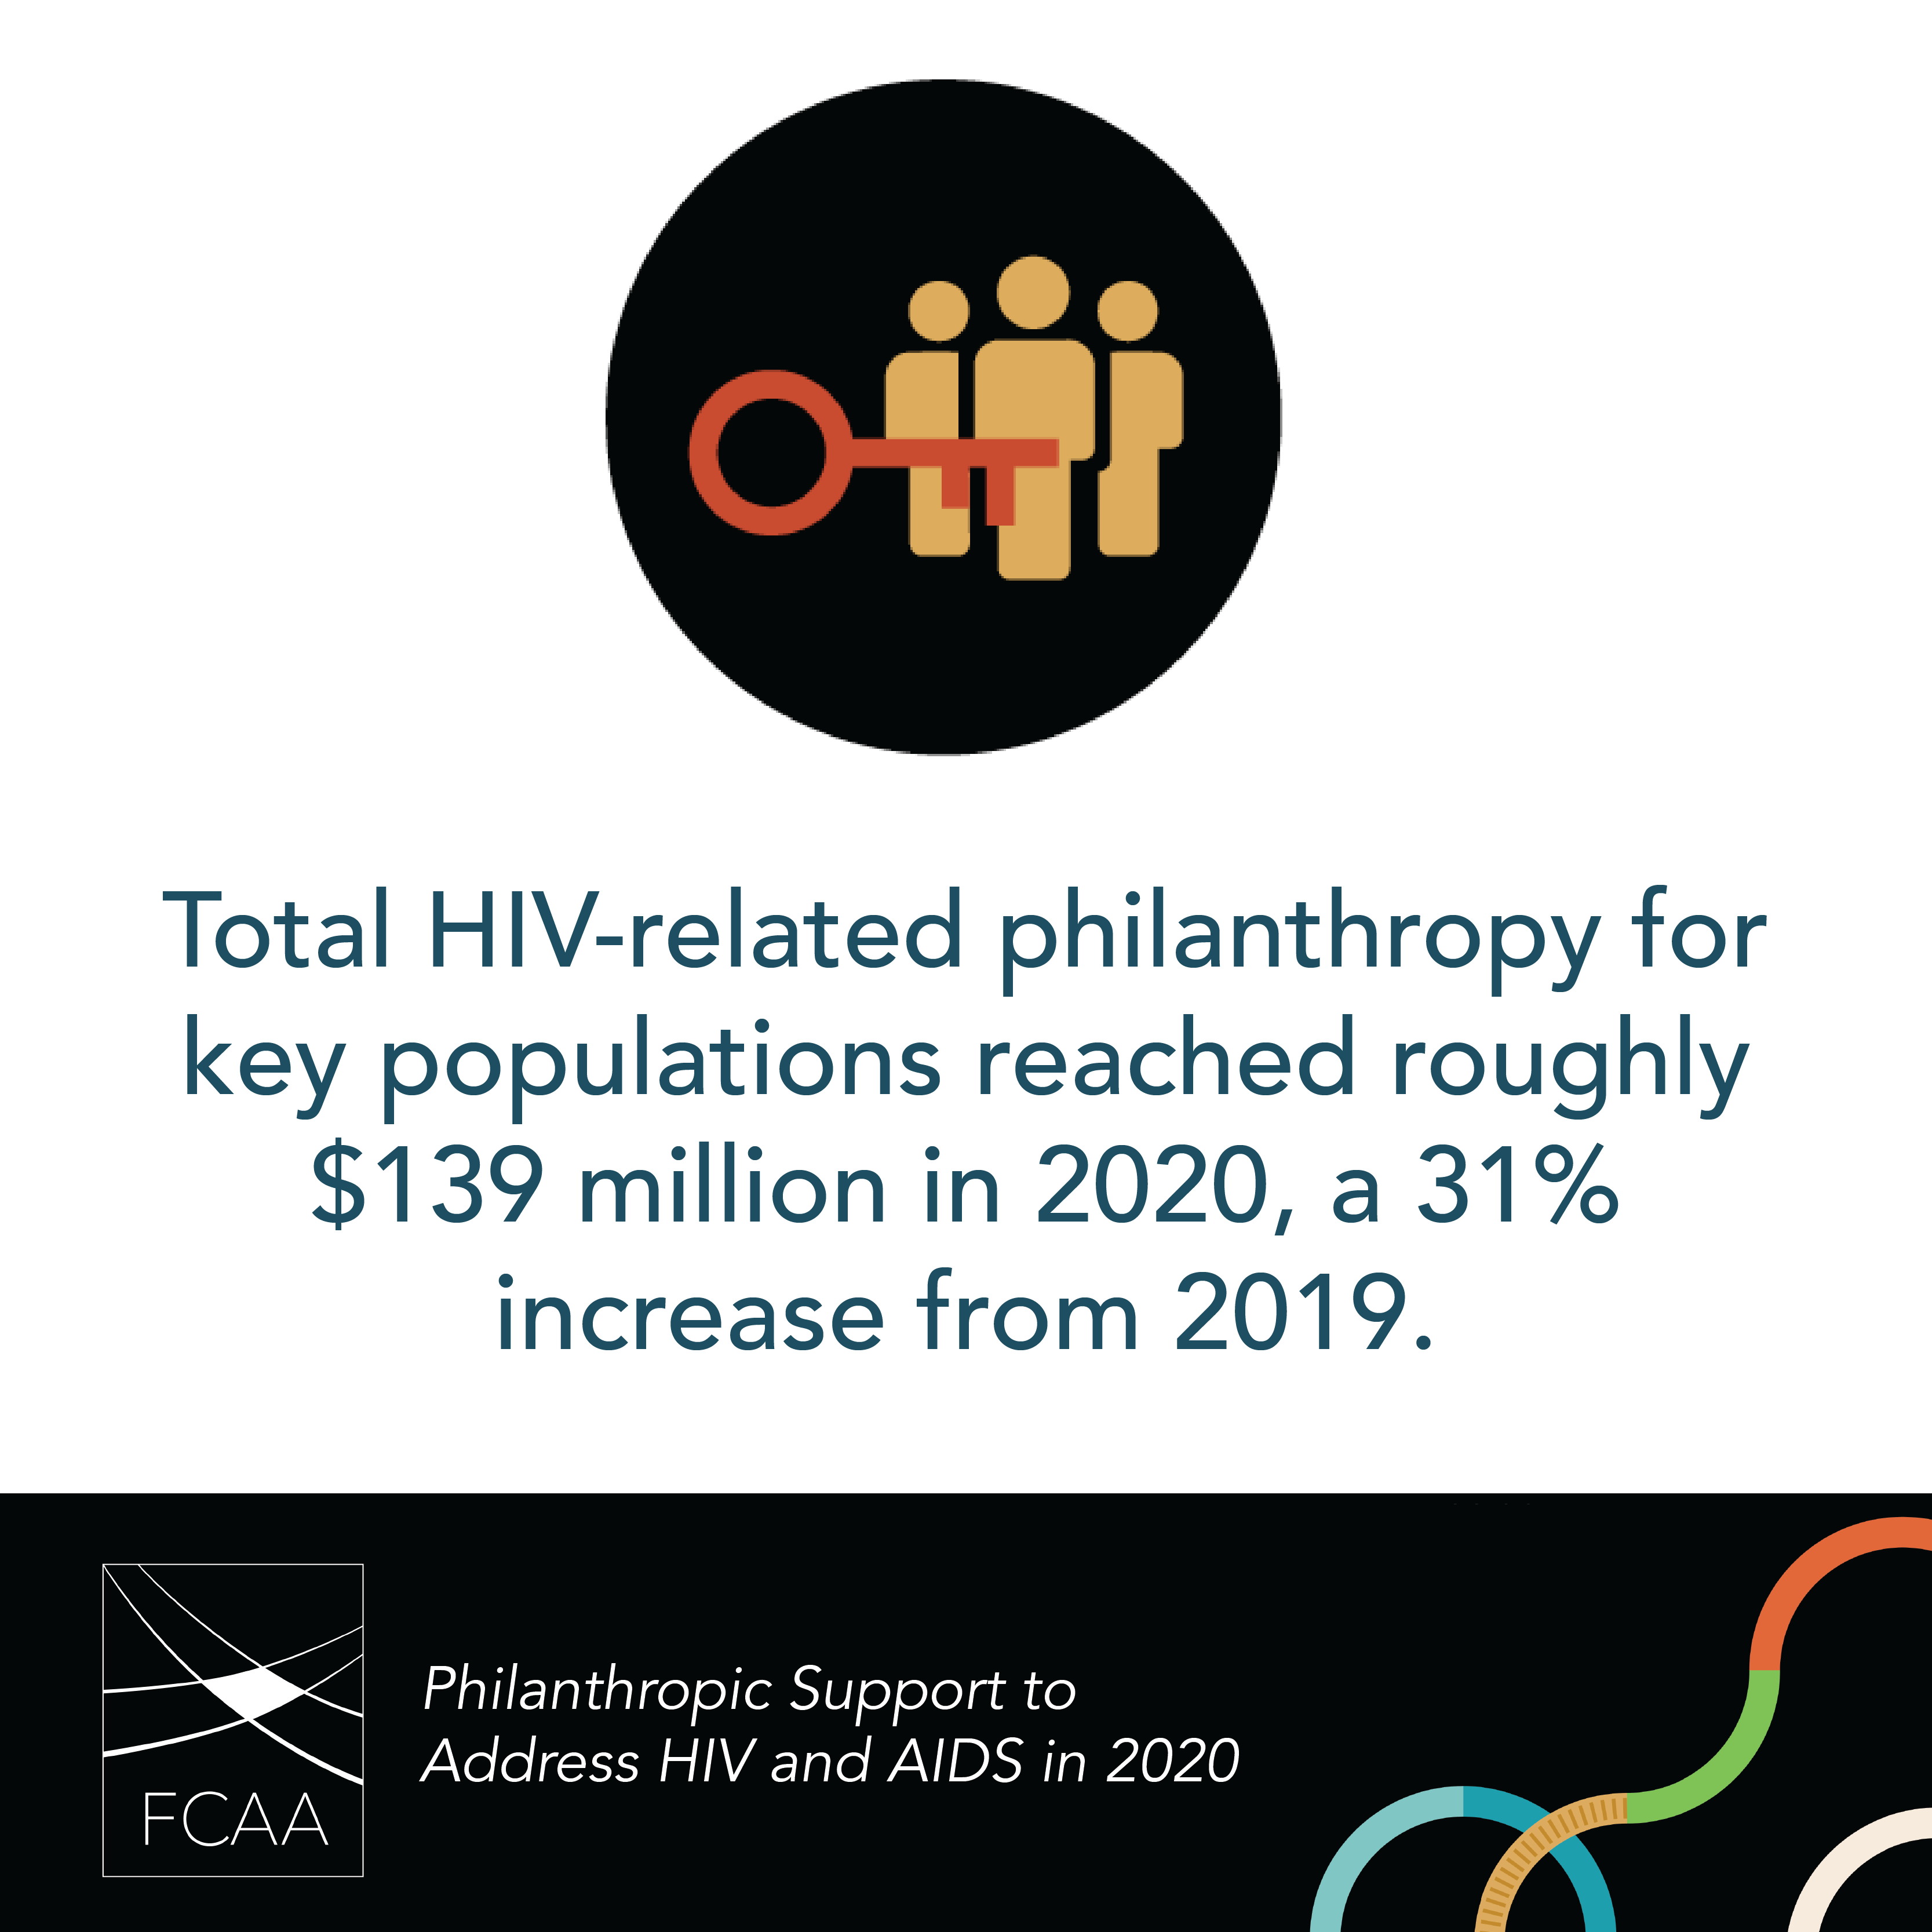 Total HIV-related philanthropy for
key populations reached roughly
$139 million in 2020, a 31%
increase from 2019.
Philanthropic Support to
Address HIV and AIDS in 2020
FCAA